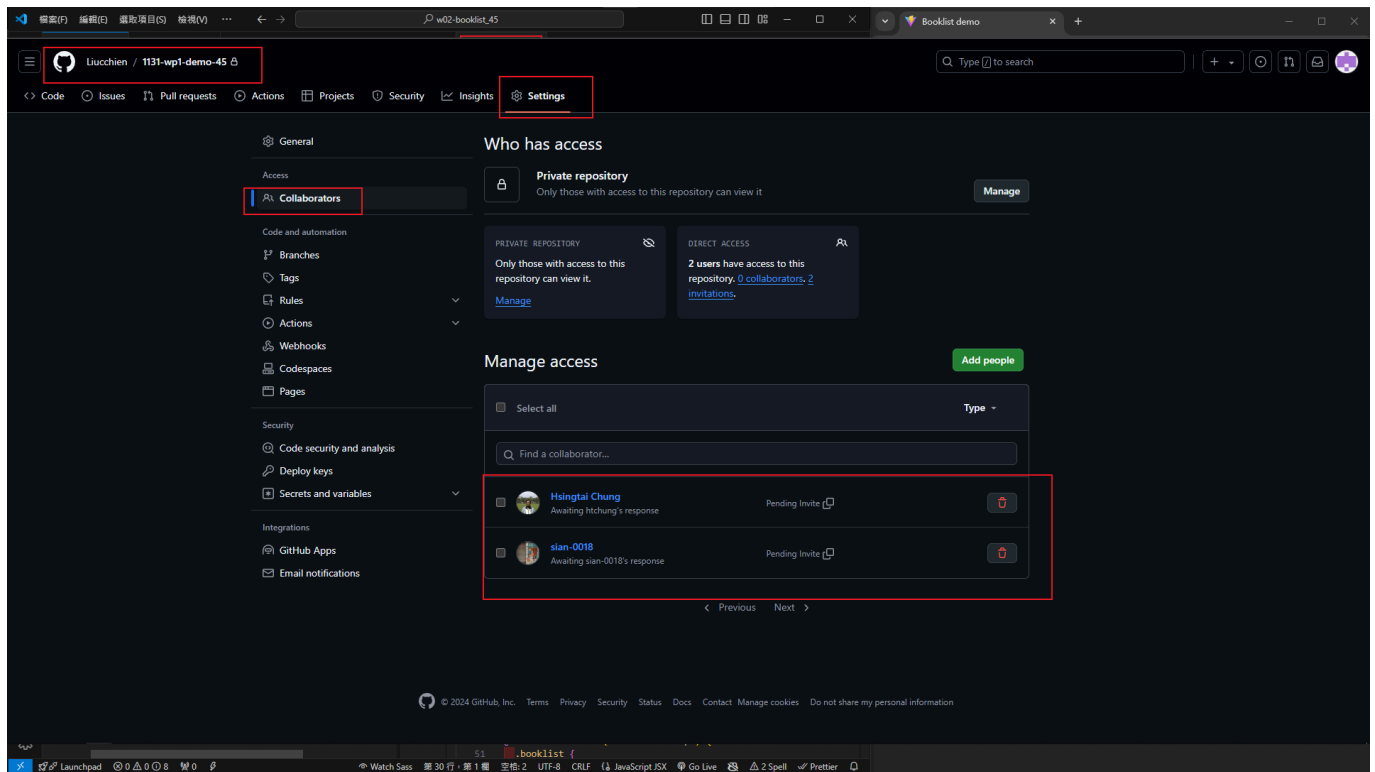 檔案(F) 編輯(E) 選取項目(S) 檢視(V) ··· w02-booklist_45 Booklist demo
Liucchien / 1131-wp1-demo-45 Type / to search
Code Issues Pull requests Actions Projects Security Insights Settings
General
Access
Collaborators
Code and automation
Branches
Tags
Rules
Actions
Webhooks
Codespaces
Pages
Security
Code security and analysis
Deploy keys
Secrets and variables
Integrations
GitHub Apps
Email notifications
Who has access
Private repository
Only those with access to this repository can view it
Manage
PRIVATE REPOSITORY
Only those with access to this
repository can view it.
Manage
DIRECT ACCESS
2 users have access to this
repository. 0 collaborators. 2
invitations.
Manage access
Add people
Select all Type
Find a collaborator...
Hsingtai Chung
Awaiting htchung's response
Pending Invite
sian-0018
Awaiting sian-0018's response
Pending Invite
Previous Next
© 2024 GitHub, Inc. Terms Privacy Security Status Docs Contact Manage cookies Do not share my personal information
51 .booklist {
Launchpad 0 0 8 0 Watch Sass 第 30 行，第 1 欄 空格: 2 UTF-8 CRLF JavaScript JSX Go Live 2 Spell Prettier